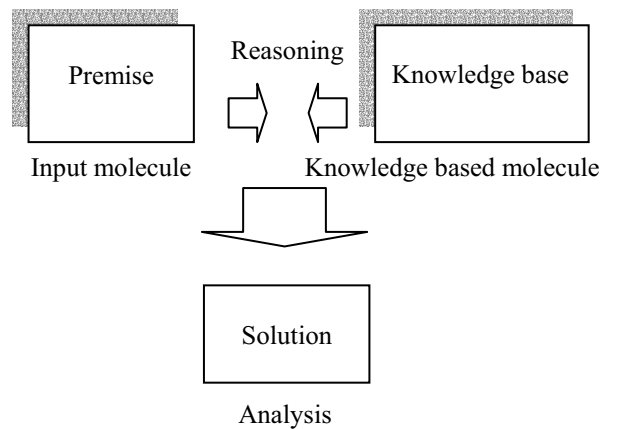 Reasoning
Premise
Knowledge base
Input molecule
Knowledge based molecule
Solution
Analysis